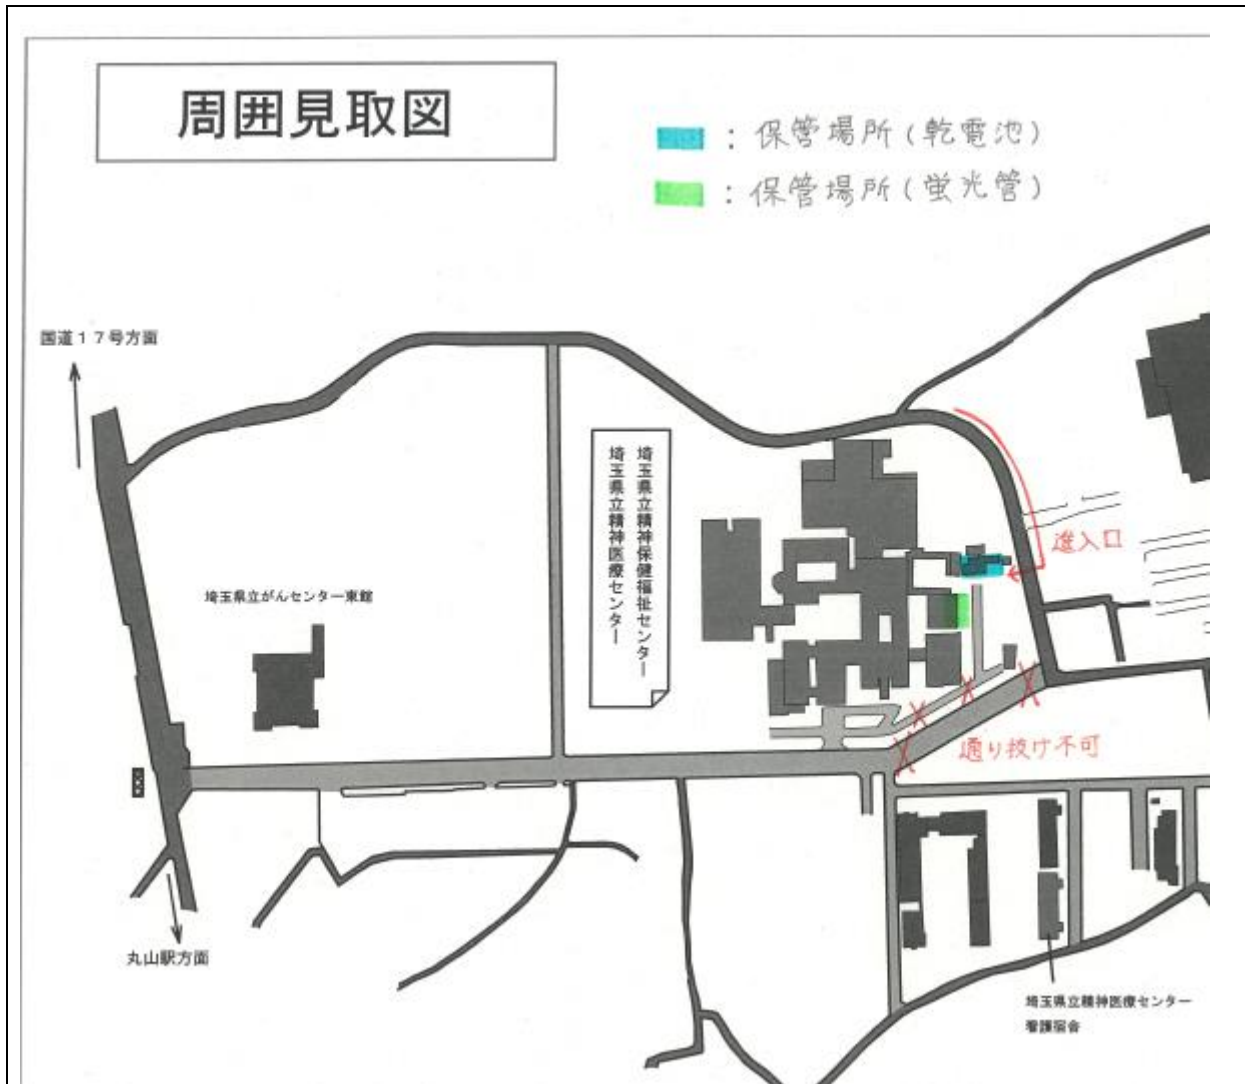 周囲見取図
：保管場所(乾電池)
：保管場所(蛍光管)
国道１７号方面
埼玉県立精神保健福祉センター
埼玉県立精神医療センター
進入口
埼玉県立がんセンター東館
通り抜け不可
丸山駅方面
埼玉県立精神医療センター
看護宿舎